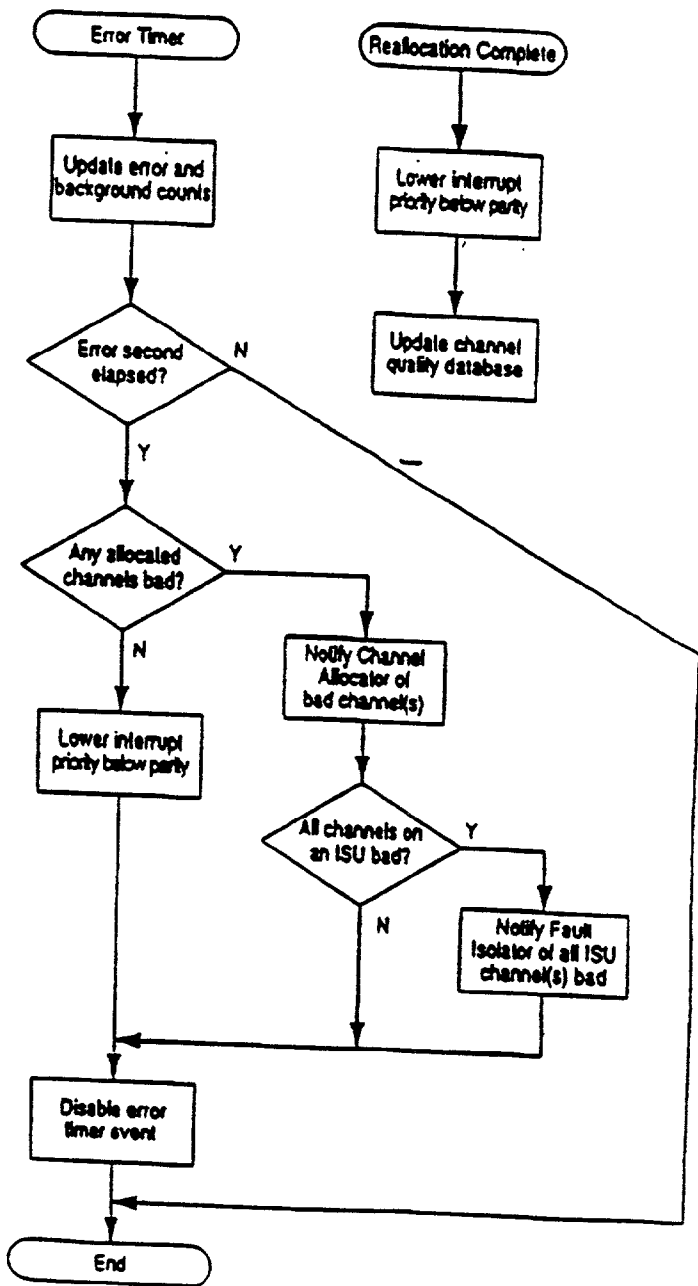 Error Timer
Update error and
background counts
Error second
elapsed?
N
Y
Any allocated
channels bad?
Y
N
Notify Channel
Allocator of
bad channel(s)
Lower interrupt
priority below parity
All channels on
an ISU bad?
Y
N
Notify Fault
Isolator of all ISU
channel(s) bad
Disable error
timer event
End
Reallocation Complete
Lower interrupt
priority below parity
Update channel
quality database